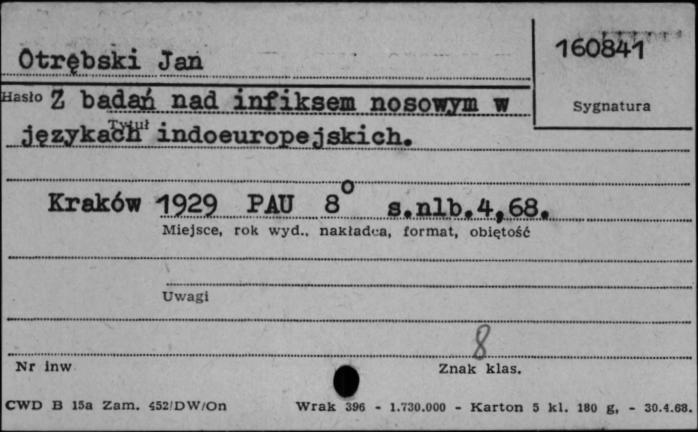 Otrębski Jan
160841
Hasło Z badań nad infiksem nosowym w
Sygnatura
Tytuł
językach indoeuropejskich.
Kraków 1929 PAU 8° s.nlb.4,68.
Miejsce, rok wyd., nakładca, format, objętość
Uwagi
8
Nr inw
Znak klas.
CWD B 15a Zam. 452/DW/On Wrak 396 - 1.730.000 - Karton 5 kl. 180 g, - 30.4.68.